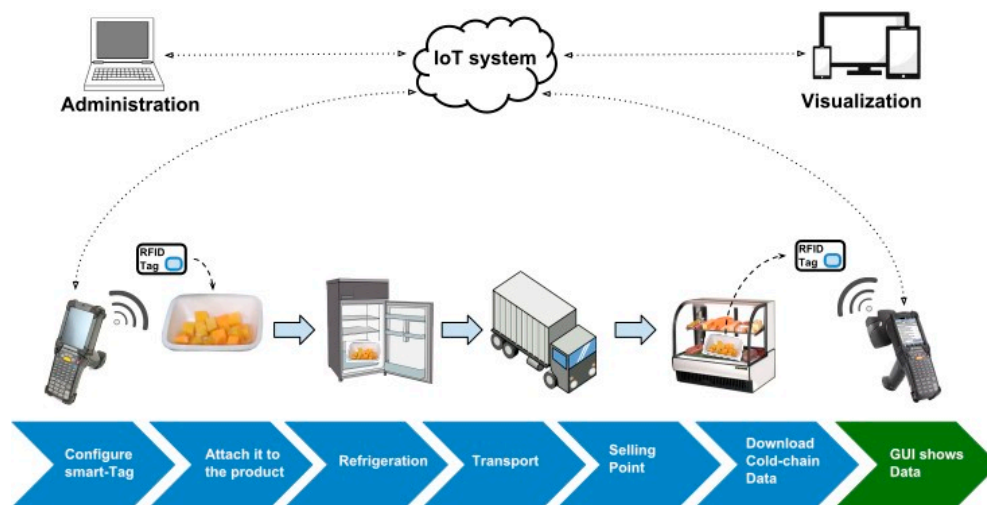 IoT system
Administration
Visualization
RFID
Tag
RFID
Tag
Configure
smart-Tag
Attach it to
the product
Refrigeration
Transport
Selling
Point
Download
Cold-chain
Data
GUI shows
Data